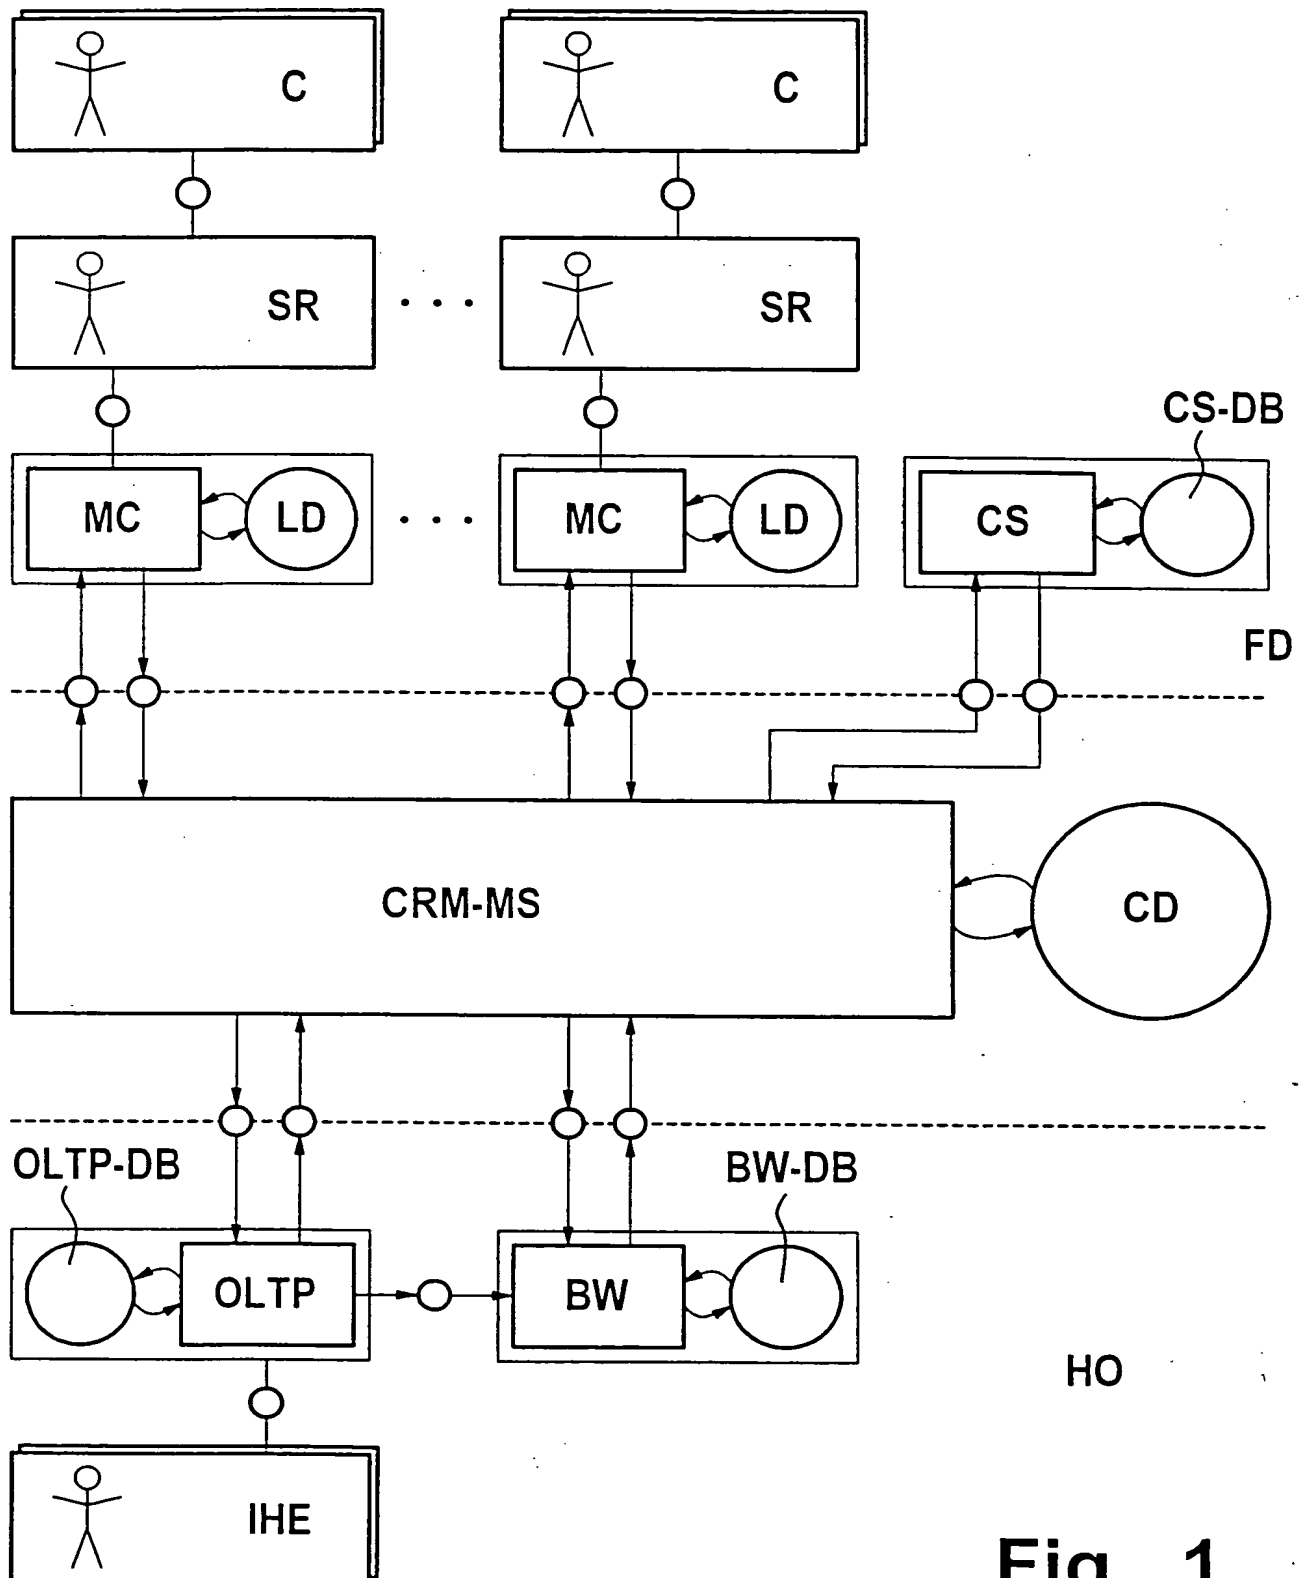 C C
SR . . . SR
CS-DB
MC LD . . . MC LD CS
FD
CRM-MS CD
OLTP-DB BW-DB
OLTP BW
HO
IHE
Fig. 1